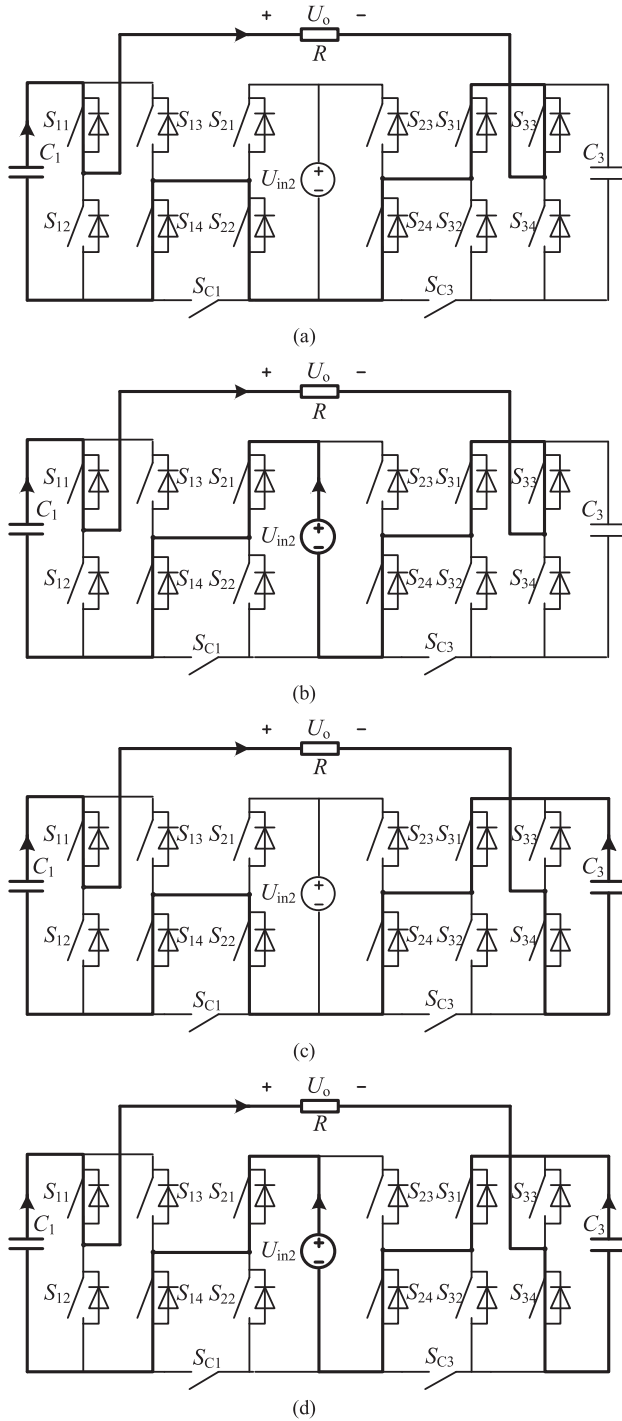 + Uo −
R
S11 S13 S21 S23 S31 S33
C1 C3
Uin2 + −
S12 S14 S22 S24 S32 S34
SC1 SC3
(a)
+ Uo −
R
S11 S13 S21 S23 S31 S33
C1 C3
Uin2 + −
S12 S14 S22 S24 S32 S34
SC1 SC3
(b)
+ Uo −
R
S11 S13 S21 S23 S31 S33
C1 C3
Uin2 + −
S12 S14 S22 S24 S32 S34
SC1 SC3
(c)
+ Uo −
R
S11 S13 S21 S23 S31 S33
C1 C3
Uin2 + −
S12 S14 S22 S24 S32 S34
SC1 SC3
(d)